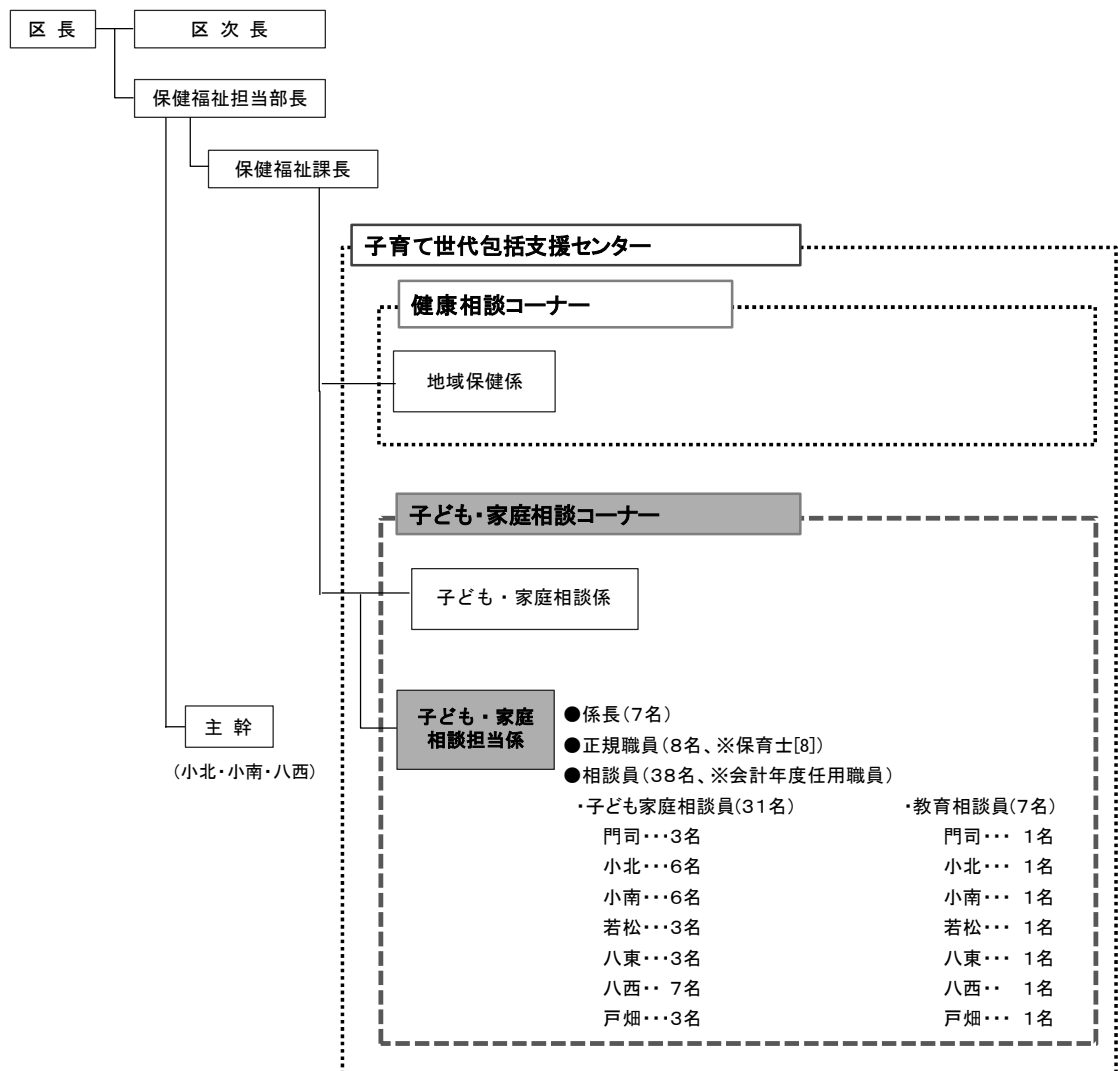 区 長
区 次 長
保健福祉担当部長
保健福祉課長
子育て世代包括支援センター
健康相談コーナー
地域保健係
子ども・家庭相談コーナー
子ども・家庭相談係
子ども・家庭
相談担当係
●係長(7名)
●正規職員(8名、※保育士[8])
●相談員(38名、※会計年度任用職員)
主 幹
(小北・小南・八西)
・子ども家庭相談員(31名)
門司・・・3名
小北・・・6名
小南・・・6名
若松・・・3名
八東・・・3名
八西・・ 7名
戸畑・・・3名
・教育相談員(7名)
門司・・・ 1名
小北・・・ 1名
小南・・・ 1名
若松・・・ 1名
八東・・・ 1名
八西・・ 1名
戸畑・・・ 1名